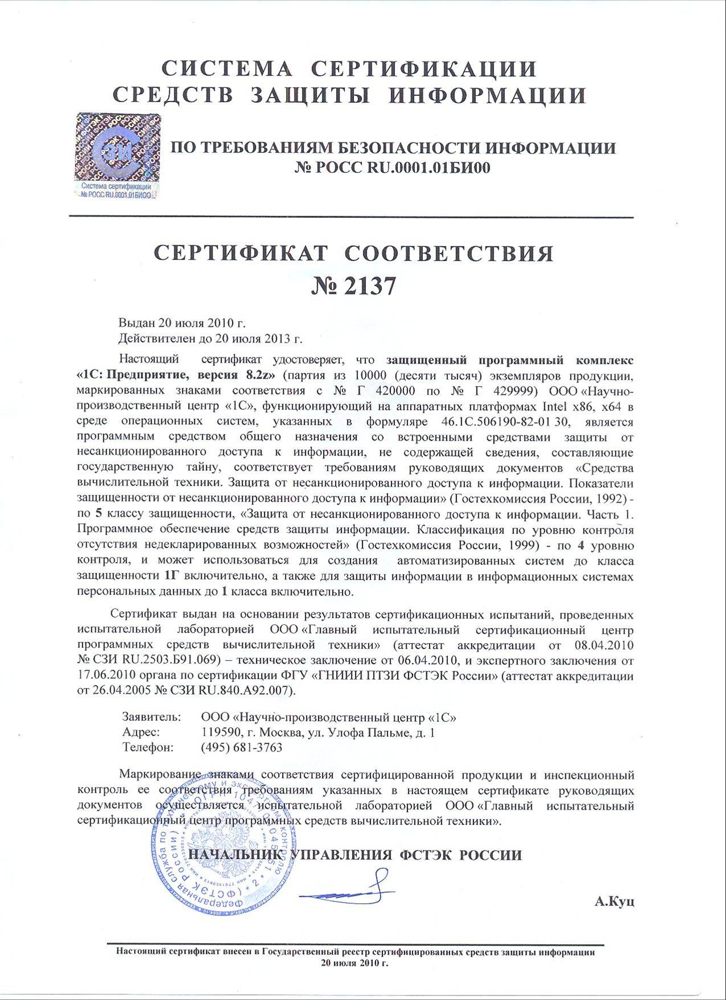 СИСТЕМА СЕРТИФИКАЦИИ
СРЕДСТВ ЗАЩИТЫ ИНФОРМАЦИИ
СЗИ
Система сертификации
№ РОСС RU.0001.01БИ00
ПО ТРЕБОВАНИЯМ БЕЗОПАСНОСТИ ИНФОРМАЦИИ
№ РОСС RU.0001.01БИ00
СЕРТИФИКАТ СООТВЕТСТВИЯ
№ 2137
Выдан 20 июля 2010 г.
Действителен до 20 июля 2013 г.
Настоящий сертификат удостоверяет, что защищенный программный комплекс
«1С: Предприятие, версия 8.2z» (партия из 10000 (десяти тысяч) экземпляров продукции,
маркированных знаками соответствия с № Г 420000 по № Г 429999) ООО «Научно-
производственный центр «1С», функционирующий на аппаратных платформах Intel x86, x64 в
среде операционных систем, указанных в формуляре 46.1С.506190-82-01 30, является
программным средством общего назначения со встроенными средствами защиты от
несанкционированного доступа к информации, не содержащей сведения, составляющие
государственную тайну, соответствует требованиям руководящих документов «Средства
вычислительной техники. Защита от несанкционированного доступа к информации. Показатели
защищенности от несанкционированного доступа к информации» (Гостехкомиссия России, 1992) -
по 5 классу защищенности, «Защита от несанкционированного доступа к информации. Часть 1.
Программное обеспечение средств защиты информации. Классификация по уровню контроля
отсутствия недекларированных возможностей» (Гостехкомиссия России, 1999) - по 4 уровню
контроля, и может использоваться для создания автоматизированных систем до класса
защищенности 1Г включительно, а также для защиты информации в информационных системах
персональных данных до 1 класса включительно.
Сертификат выдан на основании результатов сертификационных испытаний, проведенных
испытательной лабораторией ООО «Главный испытательный сертификационный центр
программных средств вычислительной техники» (аттестат аккредитации от 08.04.2010
№ СЗИ RU.2503.Б91.069) – техническое заключение от 06.04.2010, и экспертного заключения от
17.06.2010 органа по сертификации ФГУ «ГНИИИ ПТЗИ ФСТЭК России» (аттестат аккредитации
от 26.04.2005 № СЗИ RU.840.А92.007).
Заявитель: ООО «Научно-производственный центр «1С»
Адрес: 119590, г. Москва, ул. Улофа Пальме, д. 1
Телефон: (495) 681-3763
Маркирование знаками соответствия сертифицированной продукции и инспекционный
контроль ее соответствия требованиям указанных в настоящем сертификате руководящих
документов осуществляется испытательной лабораторией ООО «Главный испытательный
сертификационный центр программных средств вычислительной техники».
Федеральная служба по техническому и экспортному контролю
(ФСТЭК России)
НАЧАЛЬНИК УПРАВЛЕНИЯ ФСТЭК РОССИИ
А.Куц
Настоящий сертификат внесен в Государственный реестр сертифицированных средств защиты информации
20 июля 2010 г.